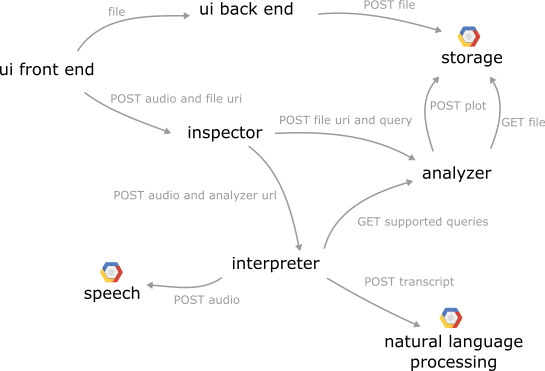 file
ui back end
POST file
storage
ui front end
POST audio and file uri
inspector
POST file uri and query
POST plot
GET file
analyzer
POST audio and analyzer url
GET supported queries
interpreter
speech
POST audio
POST transcript
natural language
processing